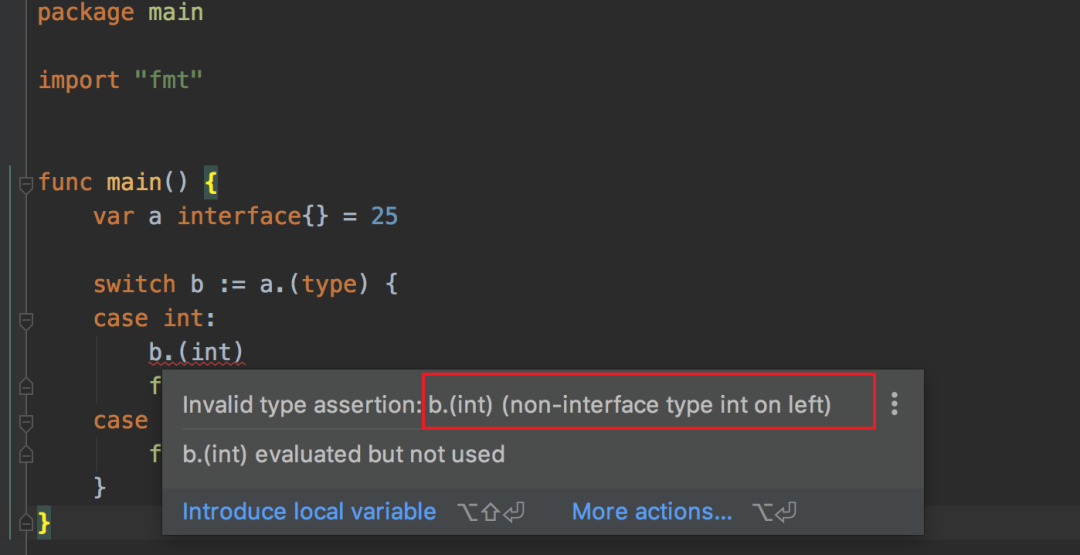 package main
import "fmt"
func main() {
var a interface{} = 25
switch b := a.(type) {
case int:
b.(int)
f
Invalid type assertion: b.(int) (non-interface type int on left)
case
f
b.(int) evaluated but not used
}
Introduce local variable ⌥⇧⏎ More actions... ⌥⏎
}